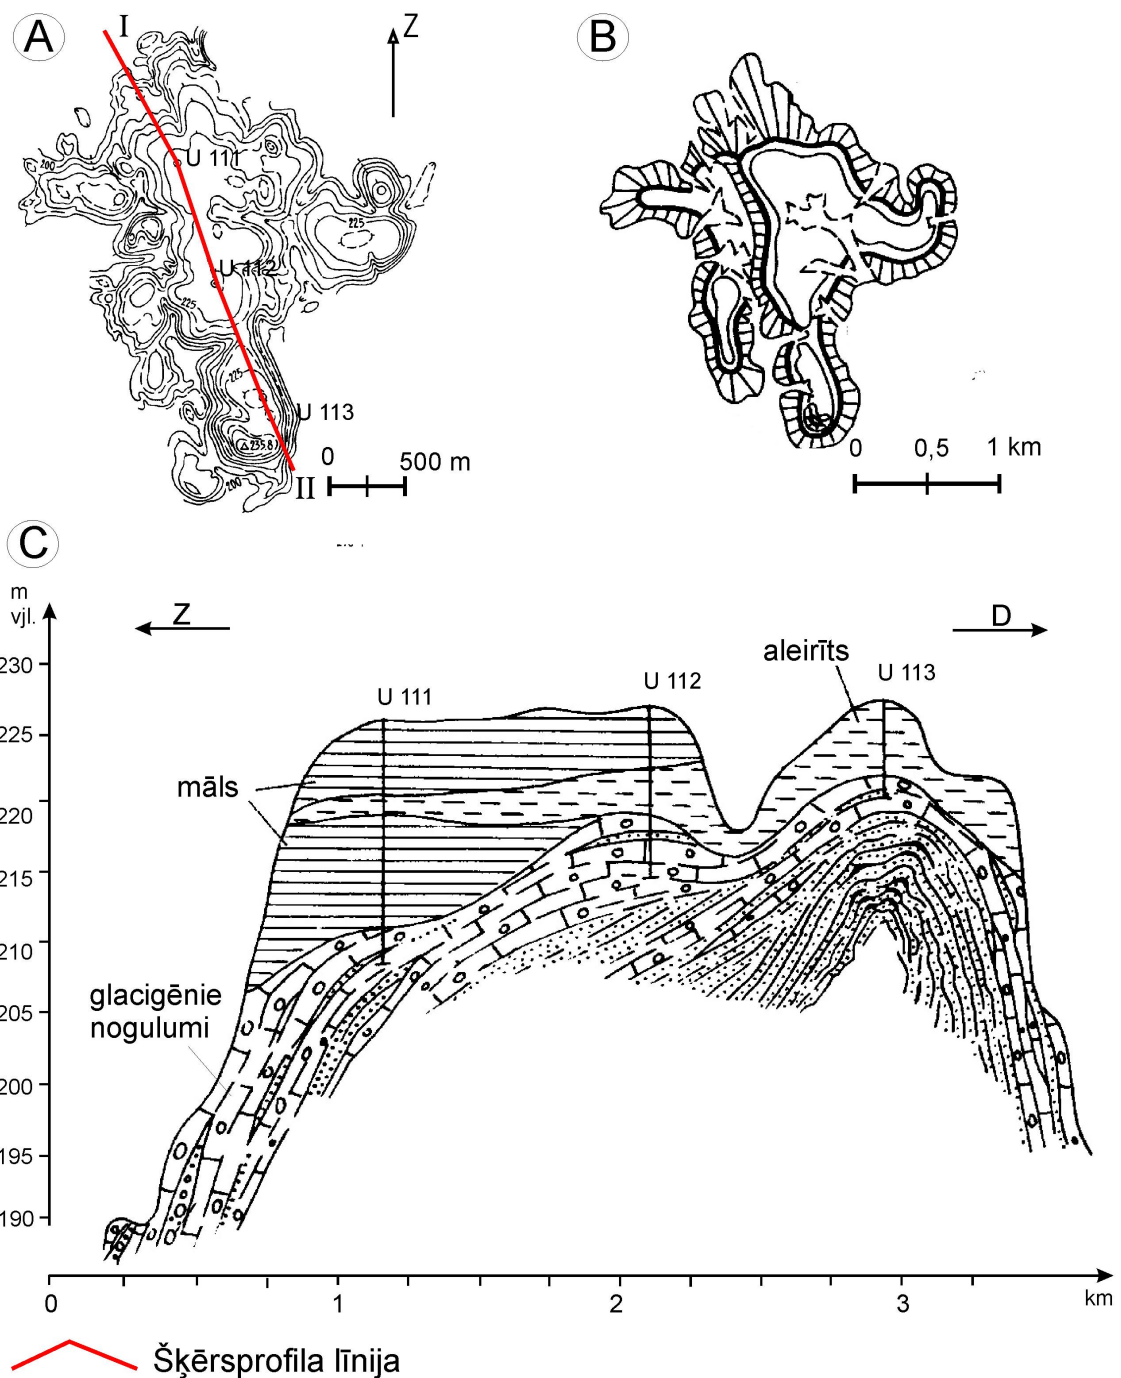 A
I
Z
U 111
200
225
U 112
225
225
U 113
△235.8
200
II
0
500 m
B
0
0,5
1 km
C
m
vjl.
Z
D
aleirīts
230
U 111
U 112
U 113
225
māls
220
215
210
glacigēnie
nogulumi
205
200
195
190
0
1
2
3
km
Šķērsprofila līnija